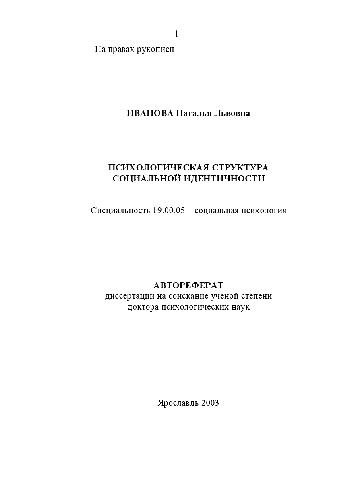 1
На правах рукописи
ИВАНОВА Наталья Львовна
ПСИХОЛОГИЧЕСКАЯ СТРУКТУРА
СОЦИАЛЬНОЙ ИДЕНТИЧНОСТИ
Специальность 19.00.05 – социальная психология
АВТОРЕФЕРАТ
диссертации на соискание ученой степени
доктора психологических наук
Ярославль 2003